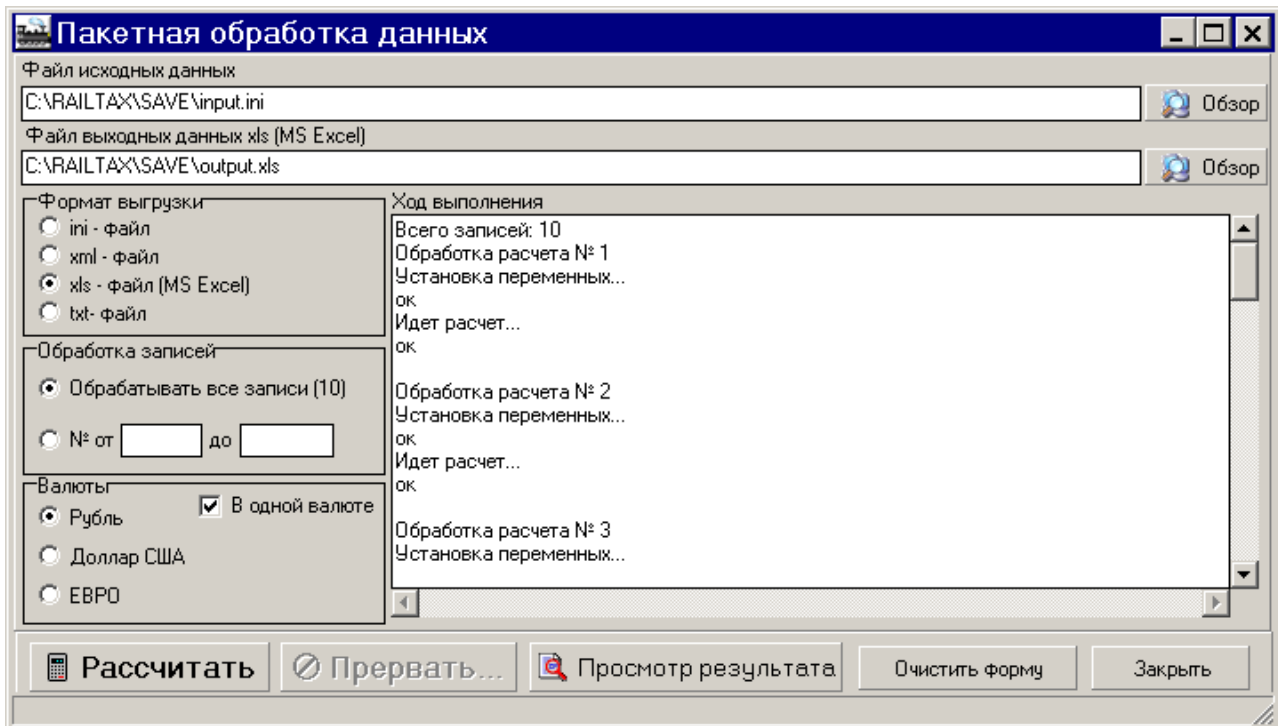 Пакетная обработка данных
Файл исходных данных
C:\RAILTAX\SAVE\input.ini
Обзор
Файл выходных данных xls (MS Excel)
C:\RAILTAX\SAVE\output.xls
Обзор
Формат выгрузки
ini - файл
xml - файл
xls - файл (MS Excel)
txt- файл
Обработка записей
Обрабатывать все записи (10)
№ от до
Валюты
В одной валюте
Рубль
Доллар США
ЕВРО
Ход выполнения
Всего записей: 10
Обработка расчета № 1
Установка переменных...
ок
Идет расчет...
ок
Обработка расчета № 2
Установка переменных...
ок
Идет расчет...
ок
Обработка расчета № 3
Установка переменных...
Рассчитать
Прервать...
Просмотр результата
Очистить форму
Закрыть